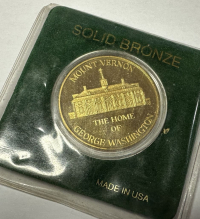 SOLID BRONZE
MOUNT VERNON
THE HOME
OF
GEORGE WASHINGTON
MADE IN USA